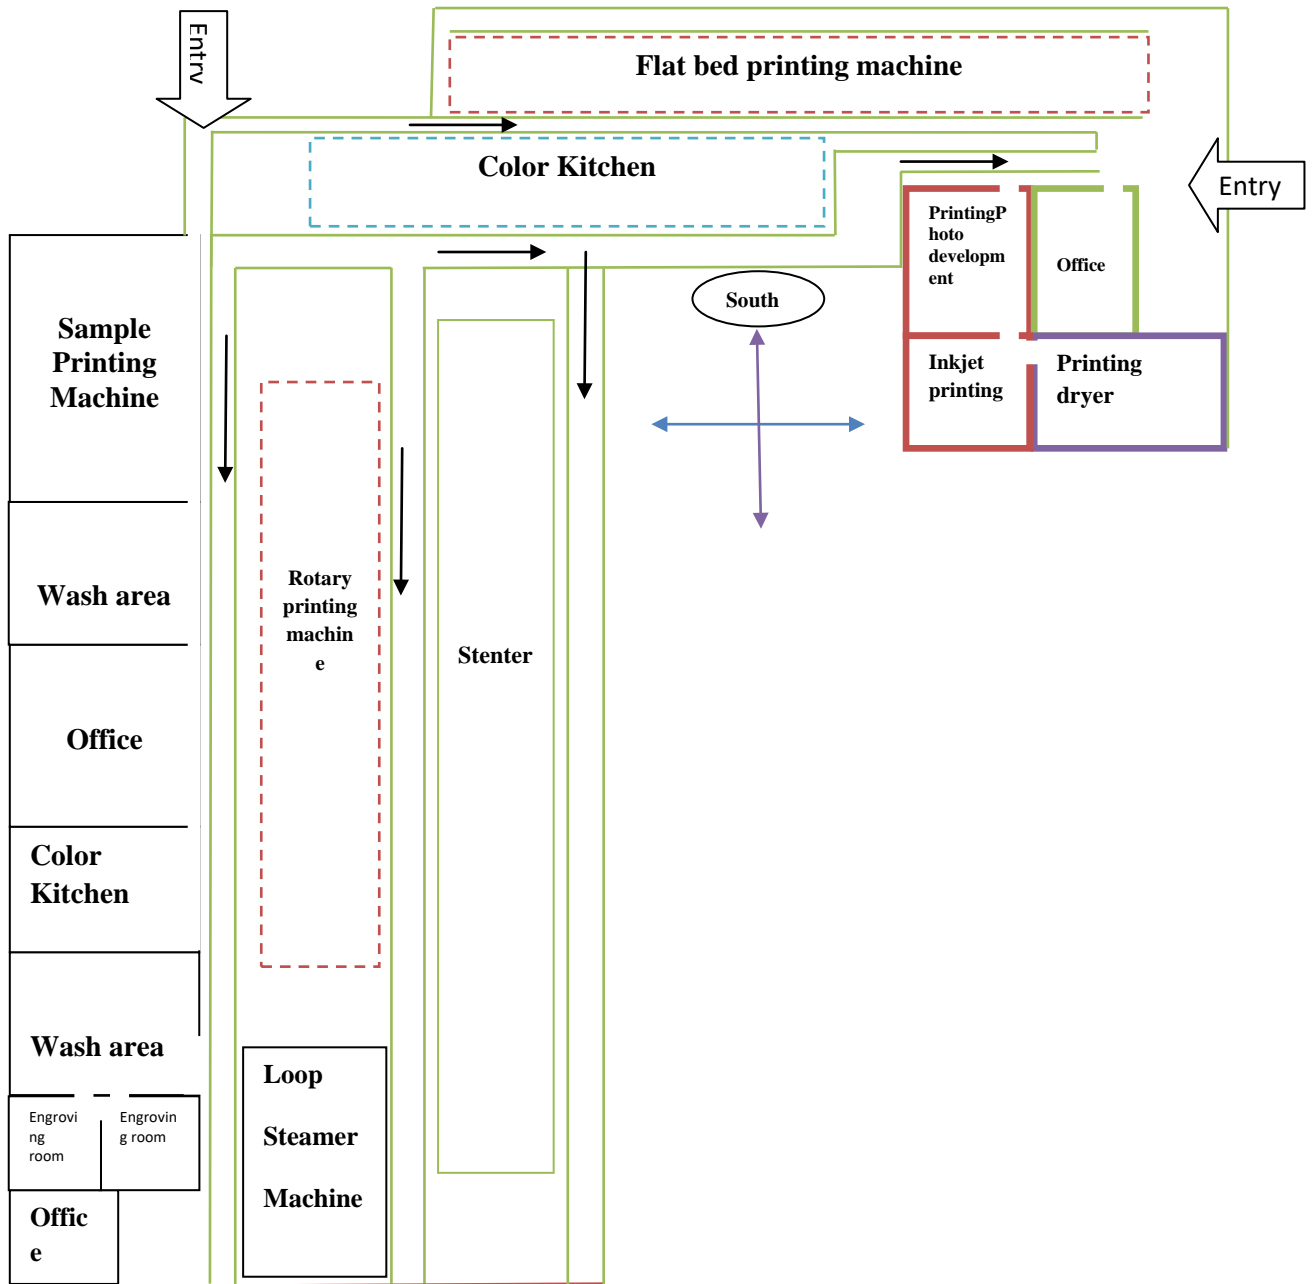 Entry
Flat bed printing machine
Color Kitchen
Entry
PrintingP
hoto
developm
ent
Office
South
Sample
Printing
Machine
Inkjet
printing
Printing
dryer
Wash area
Rotary
printing
machin
e
Stenter
Office
Color
Kitchen
Wash area
Loop
Steamer
Machine
Engrovi
ng
room
Engrovin
g room
Offic
e